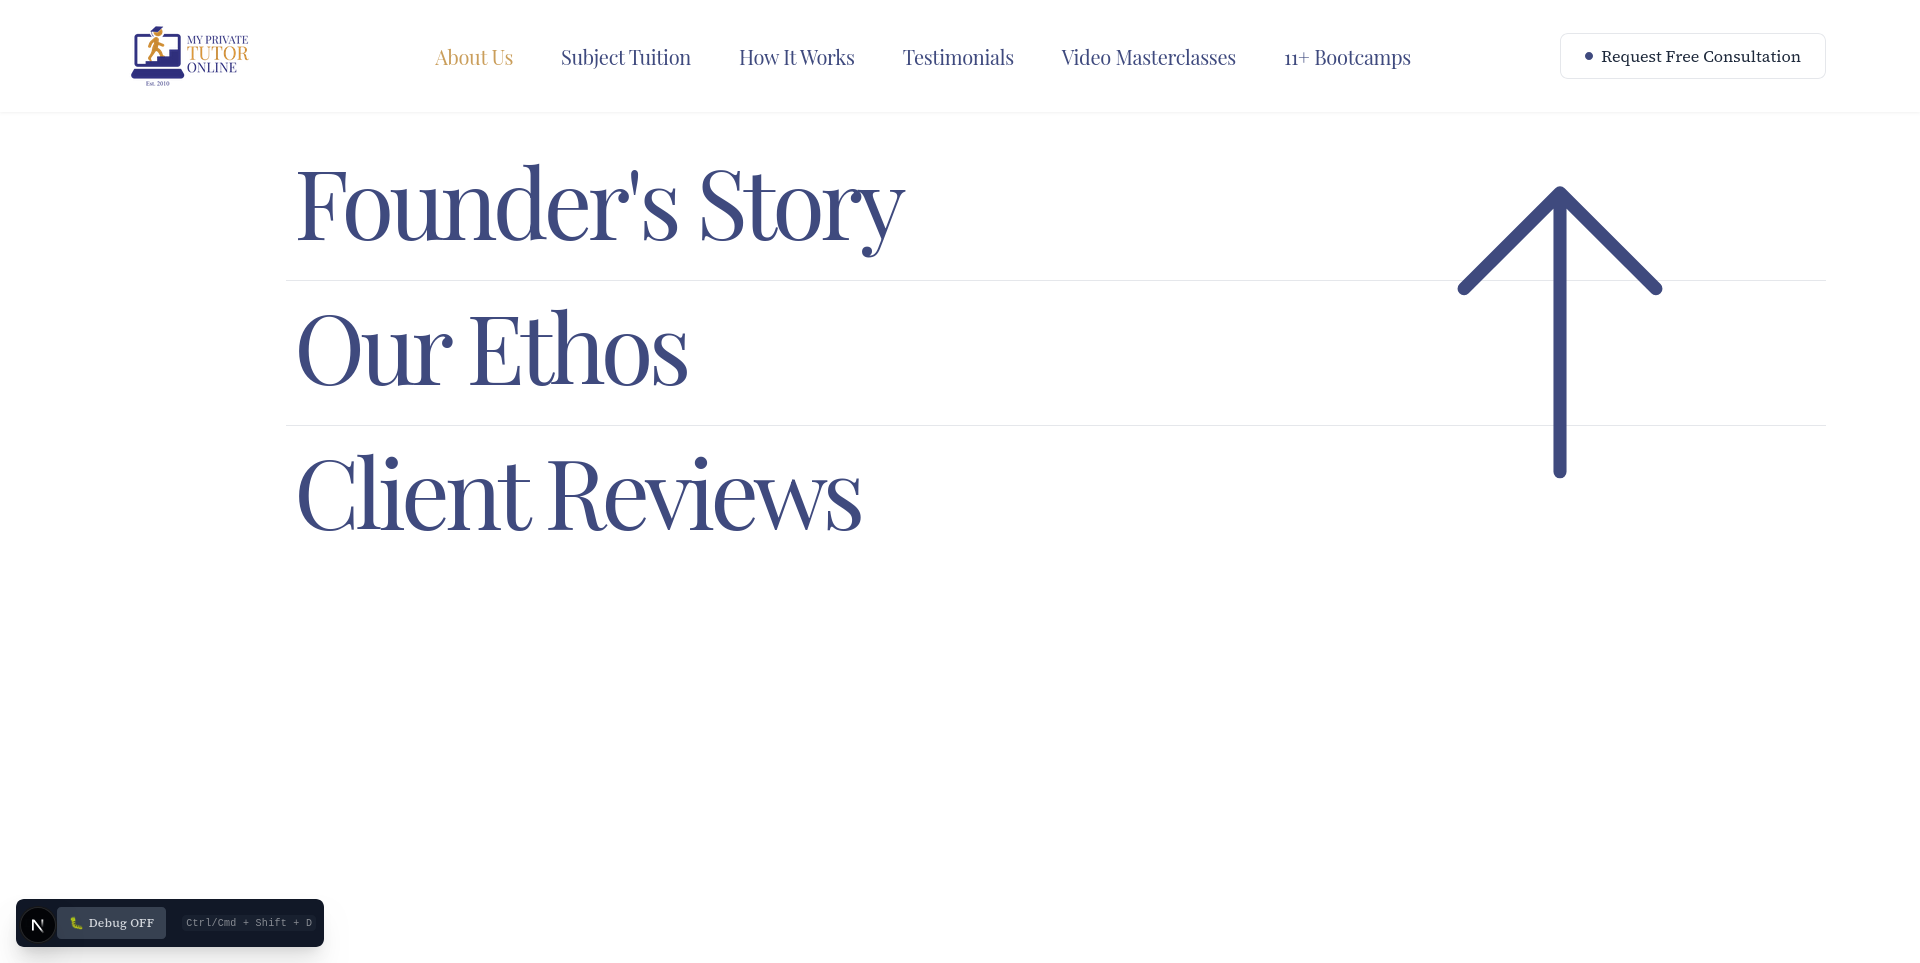 MY PRIVATE
TUTOR
ONLINE
Est. 2010
About Us
Subject Tuition
How It Works
Testimonials
Video Masterclasses
11+ Bootcamps
Request Free Consultation
Founder's Story
Our Ethos
Client Reviews
N
Debug OFF
Ctrl/Cmd + Shift + D